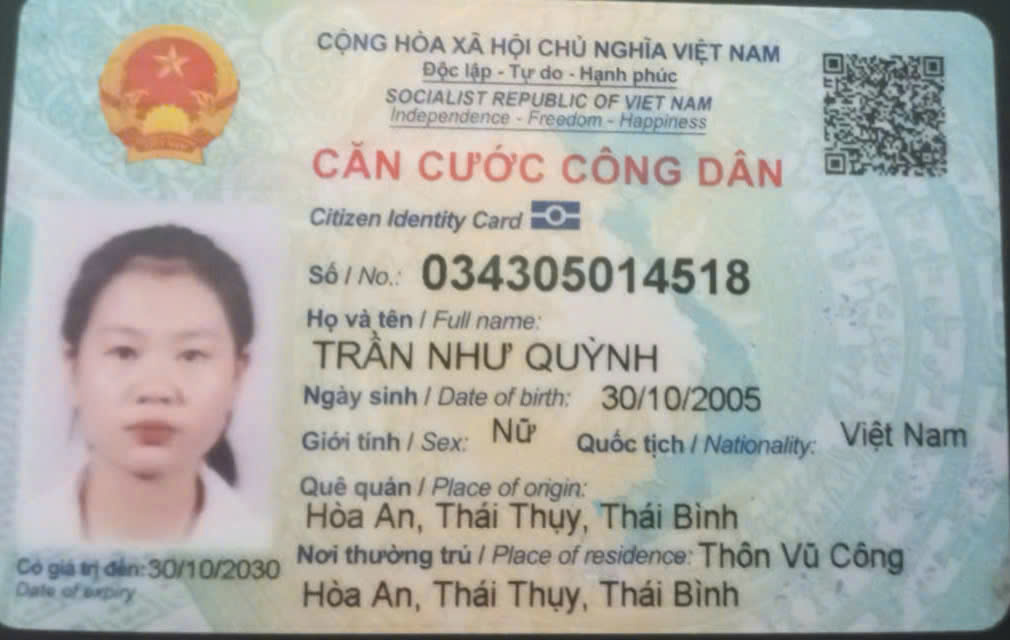 CỘNG HÒA XÃ HỘI CHỦ NGHĨA VIỆT NAM
Độc lập - Tự do - Hạnh phúc
SOCIALIST REPUBLIC OF VIET NAM
Independence - Freedom - Happiness
CĂN CƯỚC CÔNG DÂN
Citizen Identity Card
Số / No.: 034305014518
Họ và tên / Full name:
TRẦN NHƯ QUỲNH
Ngày sinh / Date of birth: 30/10/2005
Giới tính / Sex: Nữ Quốc tịch / Nationality: Việt Nam
Quê quán / Place of origin:
Hòa An, Thái Thụy, Thái Bình
Nơi thường trú / Place of residence: Thôn Vũ Công
Hòa An, Thái Thụy, Thái Bình
Có giá trị đến: 30/10/2030
Date of expiry